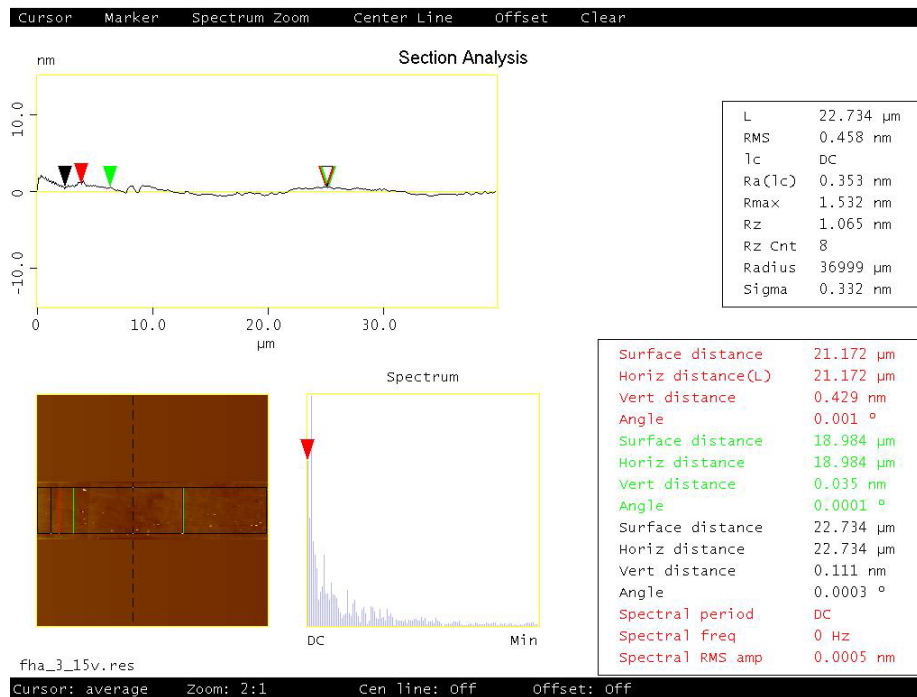 Cursor Marker Spectrum Zoom Center Line Offset Clear
Section Analysis
nm
10.0
0
-10.0
0 10.0 20.0 30.0
µm
L 22.734 µm
RMS 0.458 nm
lc DC
Ra(lc) 0.353 nm
Rmax 1.532 nm
Rz 1.065 nm
Rz Cnt 8
Radius 36999 µm
Sigma 0.332 nm
Spectrum
DC Min
Surface distance 21.172 µm
Horiz distance(L) 21.172 µm
Vert distance 0.429 nm
Angle 0.001 °
Surface distance 18.984 µm
Horiz distance 18.984 µm
Vert distance 0.035 nm
Angle 0.0001 °
Surface distance 22.734 µm
Horiz distance 22.734 µm
Vert distance 0.111 nm
Angle 0.0003 °
Spectral period DC
Spectral freq 0 Hz
Spectral RMS amp 0.0005 nm
fha_3_15v.res
Cursor: average Zoom: 2:1 Cen line: Off Offset: Off